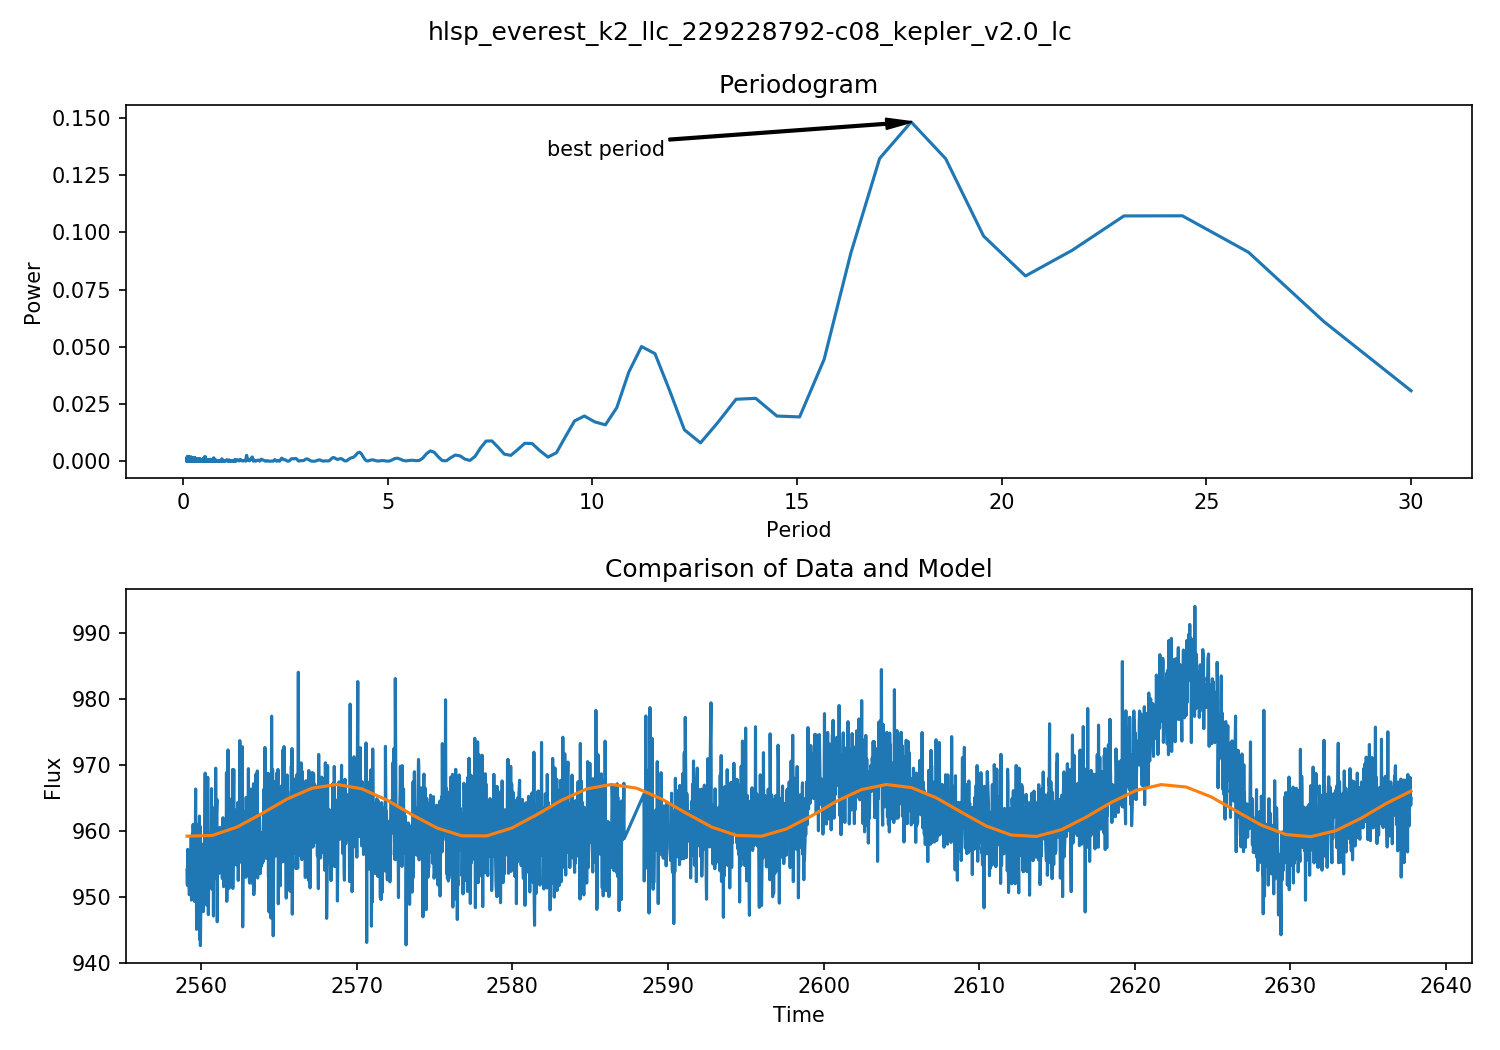 hlsp_everest_k2_llc_229228792-c08_kepler_v2.0_lc
Periodogram
0.150
0.125
0.100
0.075
0.050
0.025
0.000
Power
best period
0 5 10 15 20 25 30
Period
Comparison of Data and Model
990
980
970
960
950
940
Flux
2560 2570 2580 2590 2600 2610 2620 2630 2640
Time